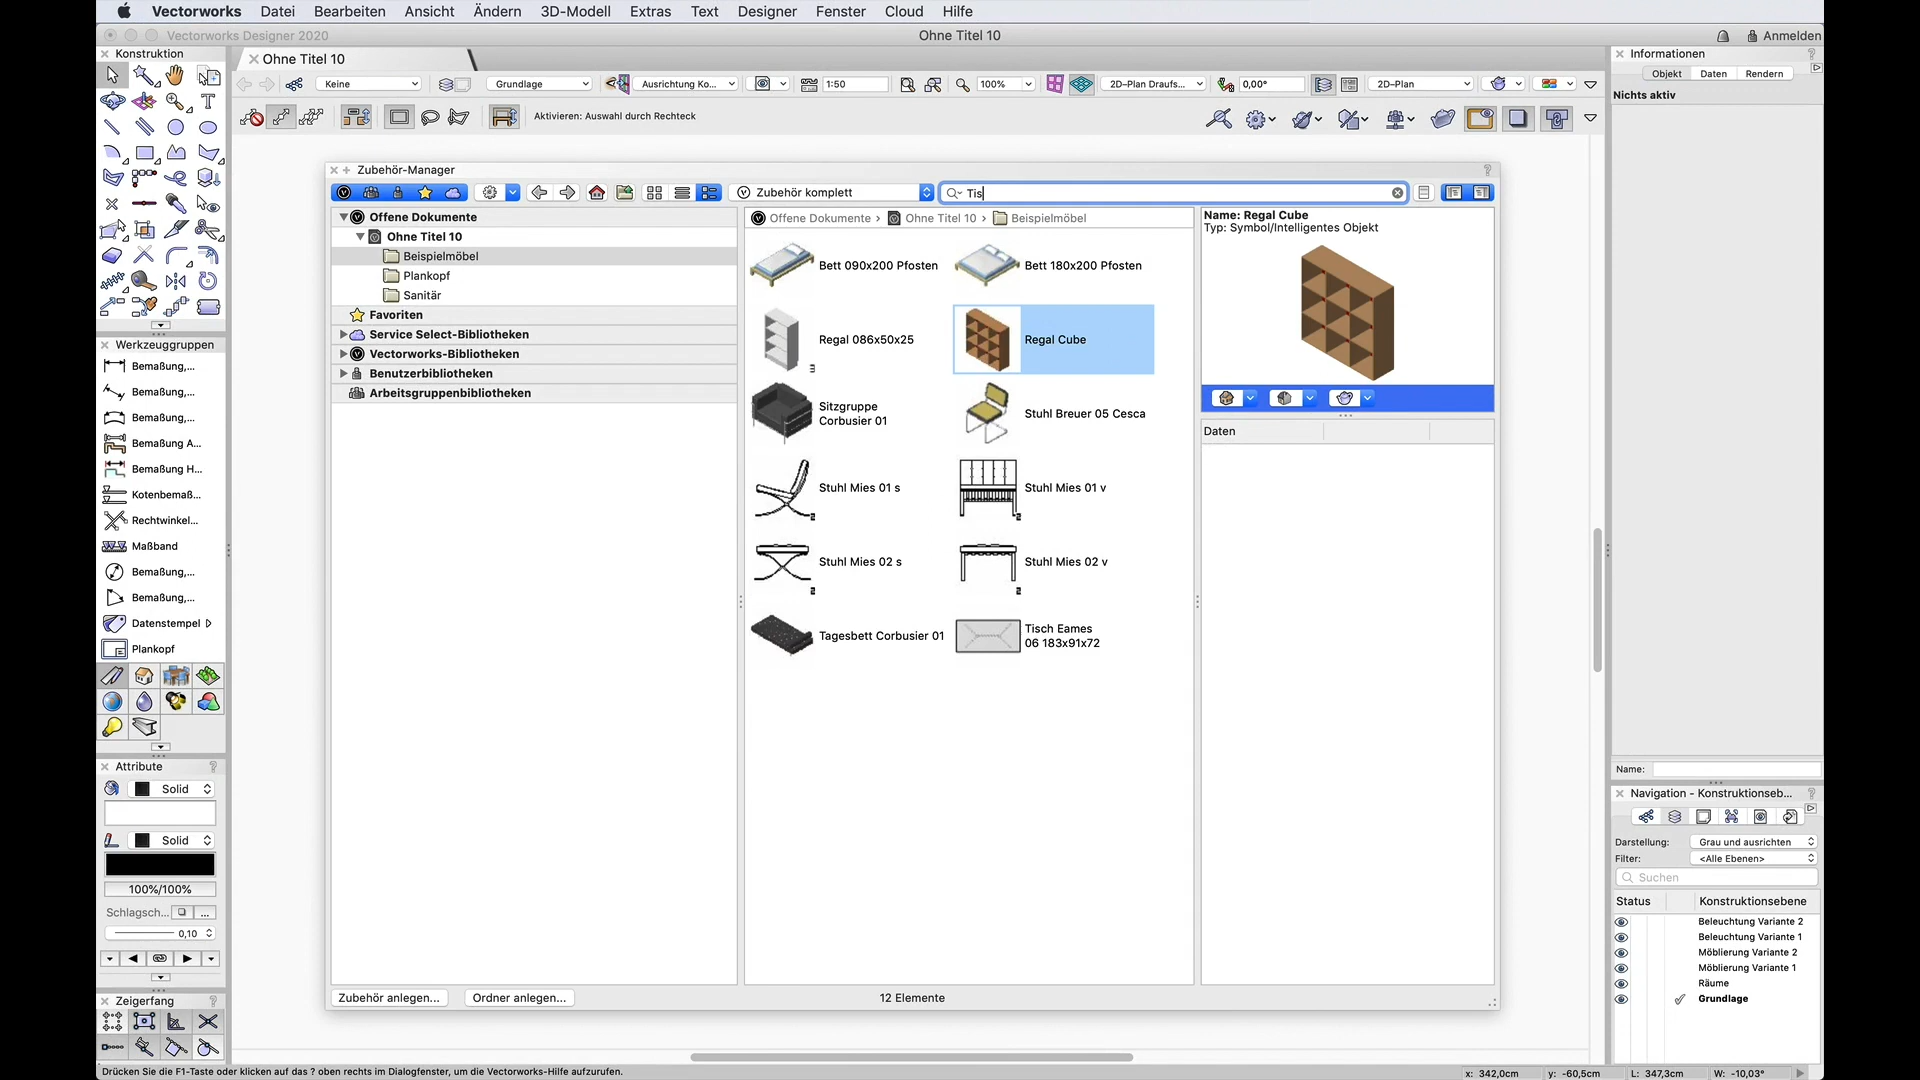 Vectorworks Datei Bearbeiten Ansicht Ändern 3D-Modell Extras Text Designer Fenster Cloud Hilfe
Vectorworks Designer 2020
Ohne Titel 10
Anmelden
Konstruktion
Ohne Titel 10
Informationen
Keine
Grundlage
Ausrichtung Ko...
1:50
100%
2D-Plan Draufs...
0,00°
2D-Plan
Objekt Daten Rendern
Nichts aktiv
Aktivieren: Auswahl durch Rechteck
Zubehör-Manager
Zubehör komplett
Tis
Offene Dokumente
Ohne Titel 10
Beispielmöbel
Plankopf
Sanitär
Favoriten
Service Select-Bibliotheken
Vectorworks-Bibliotheken
Benutzerbibliotheken
Arbeitsgruppenbibliotheken
Offene Dokumente › Ohne Titel 10 › Beispielmöbel
Bett 090x200 Pfosten
Bett 180x200 Pfosten
Regal 086x50x25
Regal Cube
Sitzgruppe
Corbusier 01
Stuhl Breuer 05 Cesca
Stuhl Mies 01 s
Stuhl Mies 01 v
Stuhl Mies 02 s
Stuhl Mies 02 v
Tagesbett Corbusier 01
Tisch Eames
06 183x91x72
Name: Regal Cube
Typ: Symbol/Intelligentes Objekt
Daten
Zubehör anlegen...
Ordner anlegen...
12 Elemente
Werkzeuggruppen
Bemaßung,...
Bemaßung,...
Bemaßung,...
Bemaßung A...
Bemaßung H...
Kotenbemaß...
Rechtwinkel...
Maßband
Bemaßung,...
Bemaßung,...
Datenstempel
Plankopf
Attribute
Solid
Solid
100%/100%
Schlagsch...
...
0,10
Zeigerfang
Name:
Navigation - Konstruktionseb...
Darstellung: Grau und ausrichten
Filter: <Alle Ebenen>
Suchen
Status Konstruktionsebene
Beleuchtung Variante 2
Beleuchtung Variante 1
Möblierung Variante 2
Möblierung Variante 1
Räume
Grundlage
Drücken Sie die F1-Taste oder klicken auf das ? oben rechts im Dialogfenster, um die Vectorworks-Hilfe aufzurufen.
x: 342,0cm y: -60,5cm L: 347,3cm W: -10,03°